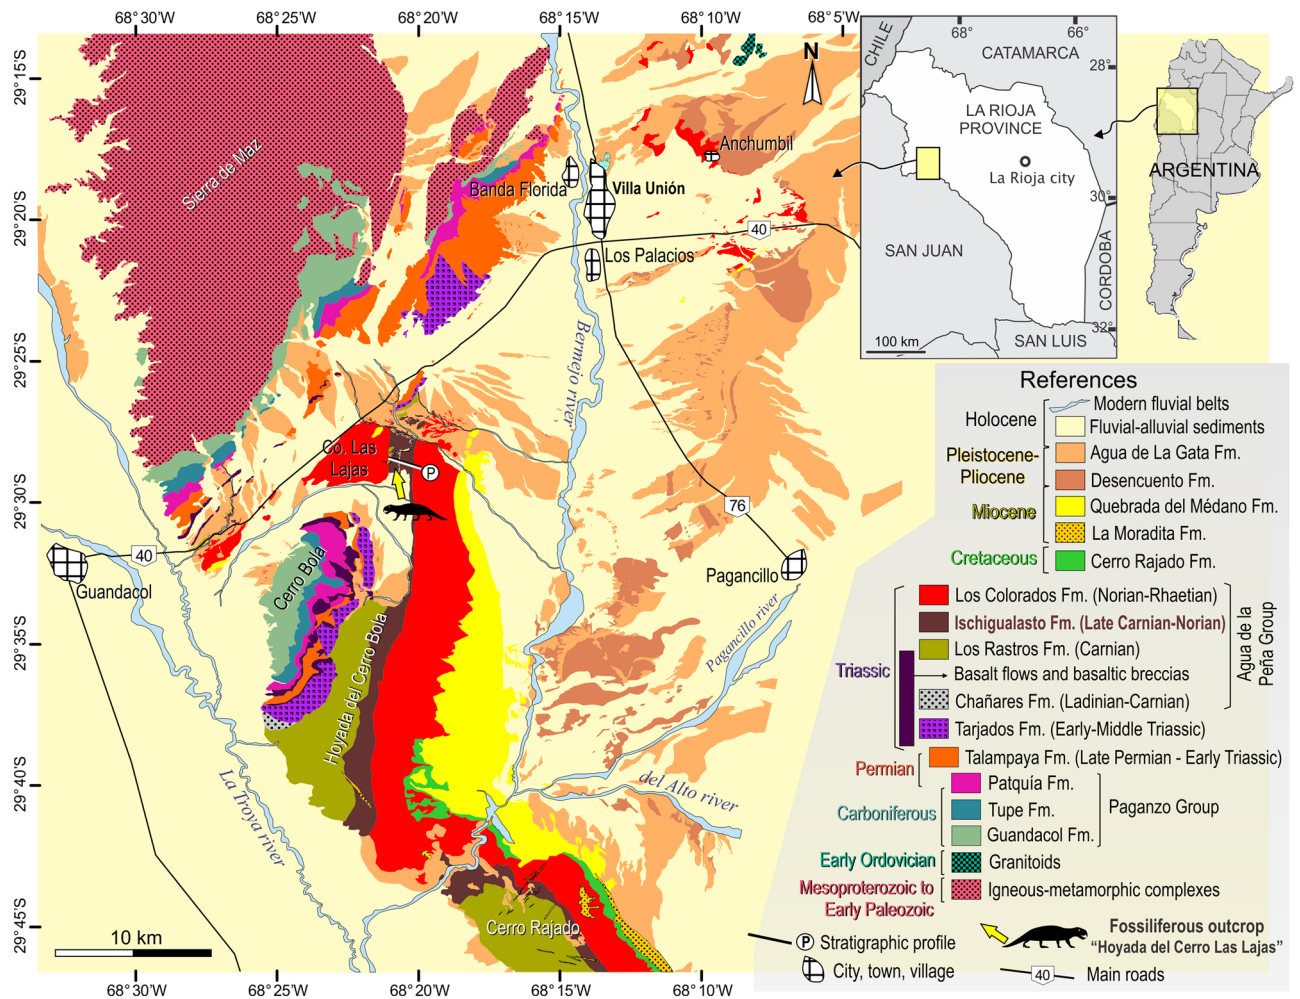 68°30'W
68°25'W
68°20'W
68°15'W
68°10'W
68°5'W
29°15'S
29°20'S
29°25'S
29°30'S
29°35'S
29°40'S
29°45'S
N
Sierra de Maz
Banda Florida
Villa Unión
Anchumbil
Los Palacios
40
Bermejo river
Co. Las
Lajas
P
76
40
Guandacol
Cerro Bola
Pagancillo
Hoyada del Cerro Bola
Pagancillo river
La Troya river
del Alto river
Cerro Rajado
10 km
68°30'W
68°25'W
68°20'W
68°15'W
68°10'W
68°
66°
CHILE
CATAMARCA
28°
LA RIOJA
PROVINCE
La Rioja city
30°
SAN JUAN
CORDOBA
32°
SAN LUIS
100 km
ARGENTINA
References
Holocene
Modern fluvial belts
Fluvial-alluvial sediments
Pleistocene-
Pliocene
Agua de La Gata Fm.
Desencuento Fm.
Miocene
Quebrada del Médano Fm.
La Moradita Fm.
Cretaceous
Cerro Rajado Fm.
Triassic
Los Colorados Fm. (Norian-Rhaetian)
Ischigualasto Fm. (Late Carnian-Norian)
Los Rastros Fm. (Carnian)
Basalt flows and basaltic breccias
Chañares Fm. (Ladinian-Carnian)
Tarjados Fm. (Early-Middle Triassic)
Agua de la
Peña Group
Permian
Talampaya Fm. (Late Permian - Early Triassic)
Carboniferous
Patquía Fm.
Tupe Fm.
Guandacol Fm.
Paganzo Group
Early Ordovician
Granitoids
Mesoproterozoic to
Early Paleozoic
Igneous-metamorphic complexes
P Stratigraphic profile
Fossiliferous outcrop
“Hoyada del Cerro Las Lajas”
City, town, village
40 Main roads